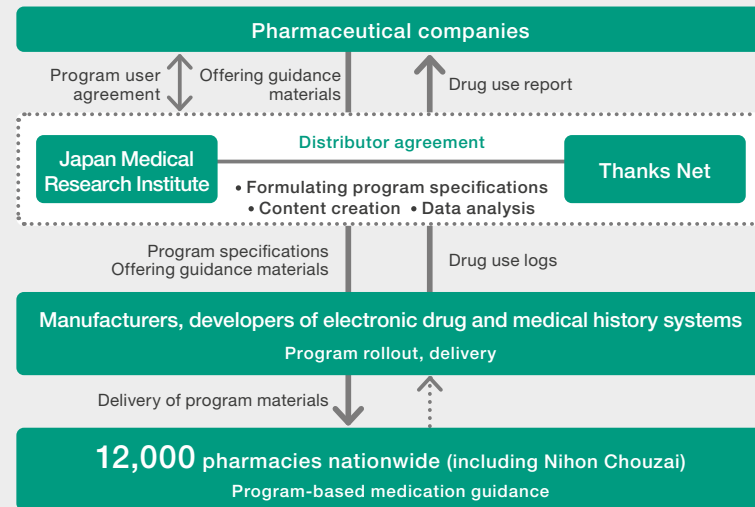 Pharmaceutical companies
Program user
agreement
Offering guidance
materials
Drug use report
Distributor agreement
Japan Medical
Research Institute
Thanks Net
• Formulating program specifications
• Content creation • Data analysis
Program specifications
Offering guidance materials
Drug use logs
Manufacturers, developers of electronic drug and medical history systems
Program rollout, delivery
Delivery of program materials
12,000 pharmacies nationwide (including Nihon Chouzai)
Program-based medication guidance